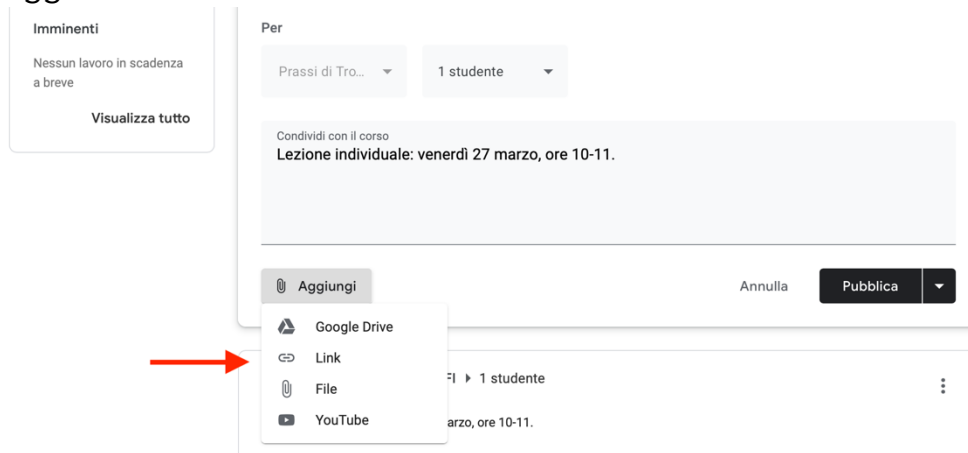 Imminenti
Nessun lavoro in scadenza
a breve
Visualizza tutto
Per
Prassi di Tro... 1 studente
Condividi con il corso
Lezione individuale: venerdì 27 marzo, ore 10-11.
Aggiungi Annulla Pubblica
Google Drive
Link
File
YouTube
FI 1 studente
arzo, ore 10-11.